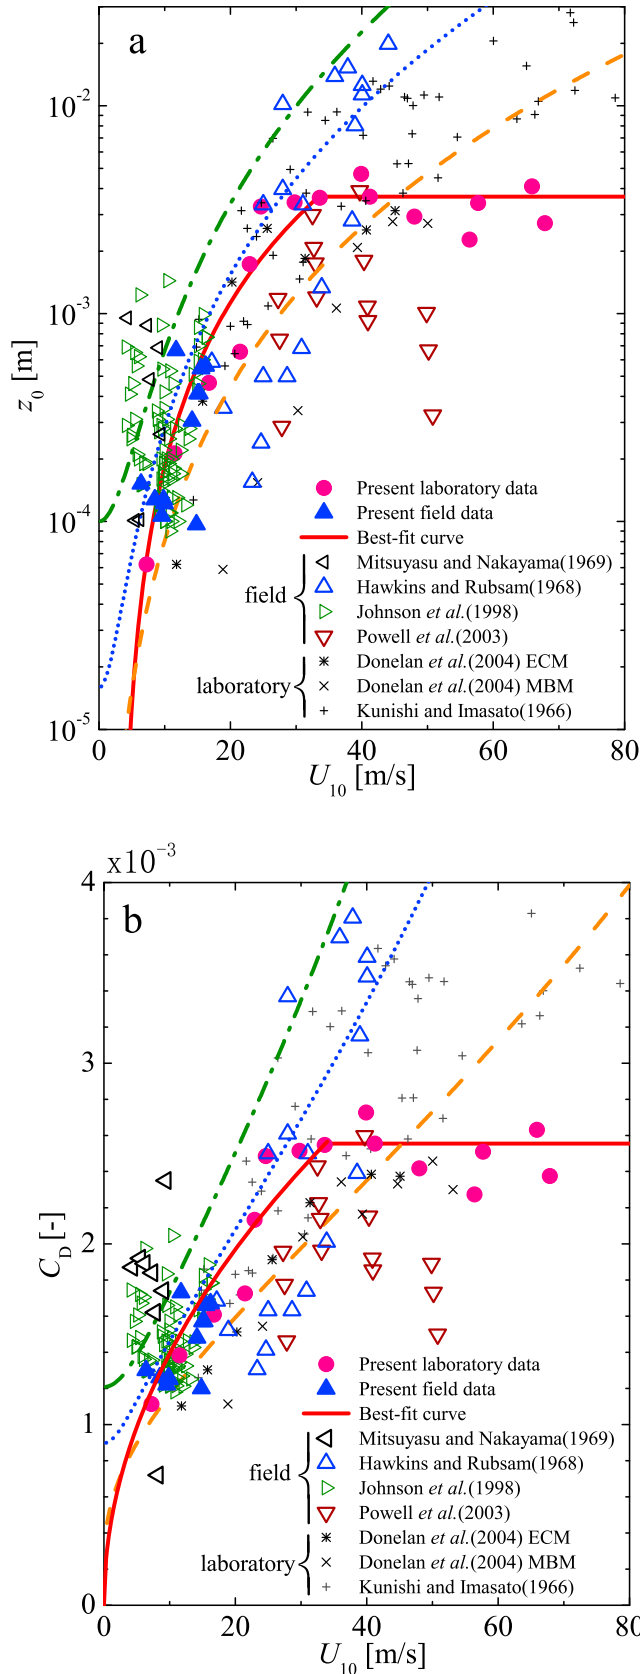 a
10⁻²
10⁻³
10⁻⁴
10⁻⁵
z₀ [m]
Present laboratory data
Present field data
Best-fit curve
Mitsuyasu and Nakayama(1969)
Hawkins and Rubsam(1968)
field
Johnson et al.(1998)
Powell et al.(2003)
Donelan et al.(2004) ECM
laboratory
Donelan et al.(2004) MBM
Kunishi and Imasato(1966)
0 20 40 60 80
U₁₀ [m/s]
x10⁻³
b
4
3
2
1
0
C_D [-]
Present laboratory data
Present field data
Best-fit curve
Mitsuyasu and Nakayama(1969)
Hawkins and Rubsam(1968)
field
Johnson et al.(1998)
Powell et al.(2003)
Donelan et al.(2004) ECM
laboratory
Donelan et al.(2004) MBM
Kunishi and Imasato(1966)
0 20 40 60 80
U₁₀ [m/s]